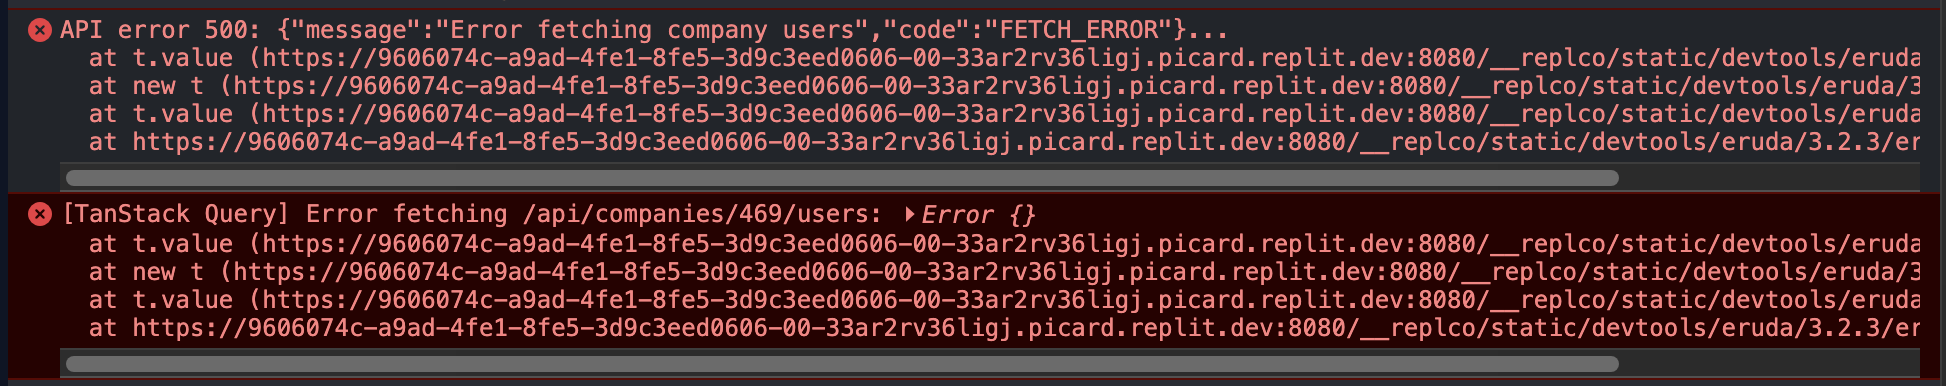 API error 500: {"message":"Error fetching company users","code":"FETCH_ERROR"}...
at t.value (https://9606074c-a9ad-4fe1-8fe5-3d9c3eed0606-00-33ar2rv36ligj.picard.replit.dev:8080/__replco/static/devtools/eruda
at new t (https://9606074c-a9ad-4fe1-8fe5-3d9c3eed0606-00-33ar2rv36ligj.picard.replit.dev:8080/__replco/static/devtools/eruda/3
at t.value (https://9606074c-a9ad-4fe1-8fe5-3d9c3eed0606-00-33ar2rv36ligj.picard.replit.dev:8080/__replco/static/devtools/eruda
at https://9606074c-a9ad-4fe1-8fe5-3d9c3eed0606-00-33ar2rv36ligj.picard.replit.dev:8080/__replco/static/devtools/eruda/3.2.3/er
[TanStack Query] Error fetching /api/companies/469/users: Error {}
at t.value (https://9606074c-a9ad-4fe1-8fe5-3d9c3eed0606-00-33ar2rv36ligj.picard.replit.dev:8080/__replco/static/devtools/eruda
at new t (https://9606074c-a9ad-4fe1-8fe5-3d9c3eed0606-00-33ar2rv36ligj.picard.replit.dev:8080/__replco/static/devtools/eruda/3
at t.value (https://9606074c-a9ad-4fe1-8fe5-3d9c3eed0606-00-33ar2rv36ligj.picard.replit.dev:8080/__replco/static/devtools/eruda
at https://9606074c-a9ad-4fe1-8fe5-3d9c3eed0606-00-33ar2rv36ligj.picard.replit.dev:8080/__replco/static/devtools/eruda/3.2.3/er